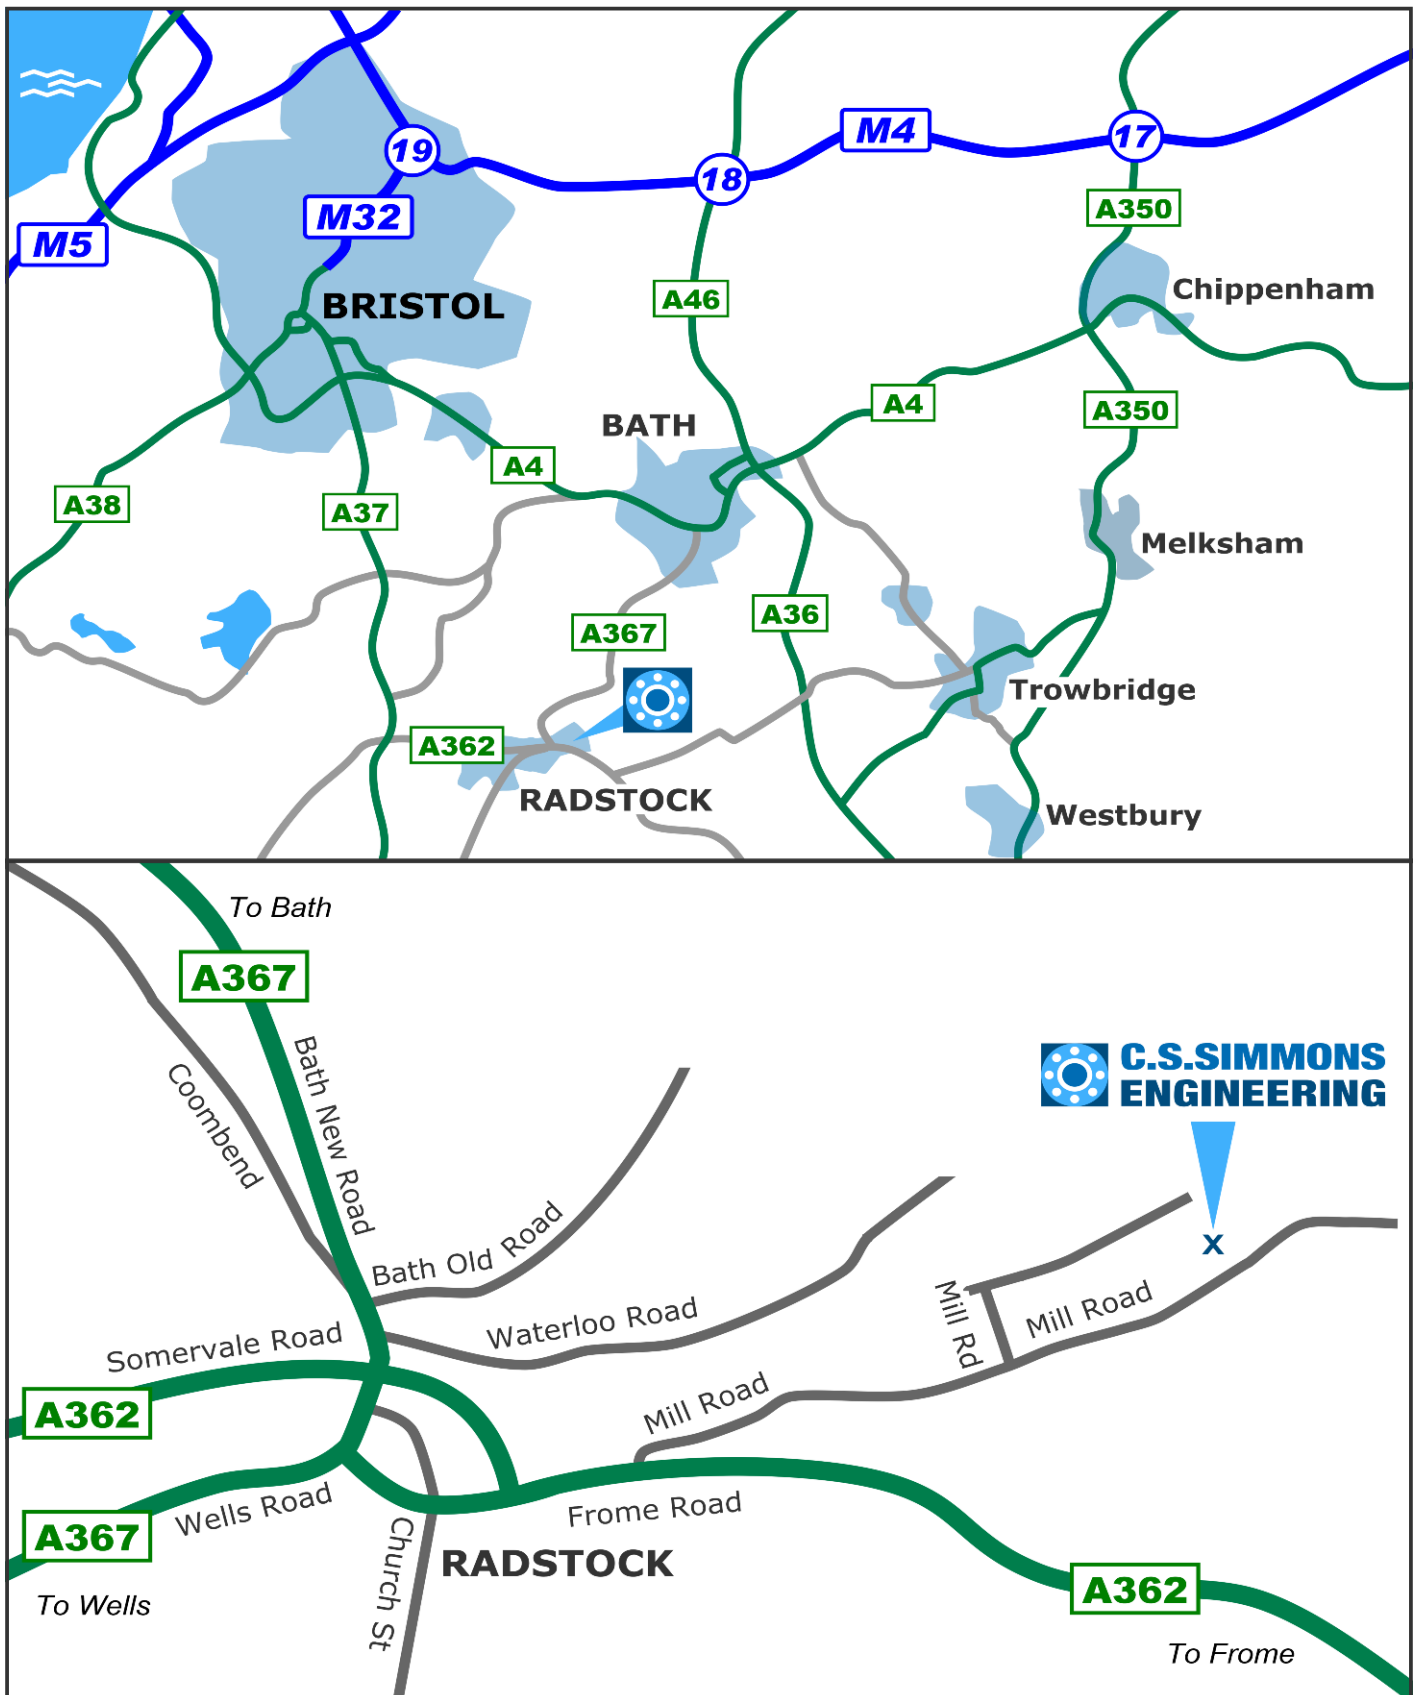 19
M4
17
18
M32
A350
M5
Chippenham
A46
BRISTOL
A4
A350
BATH
A4
A38
A37
Melksham
A36
A367
Trowbridge
A362
RADSTOCK
Westbury
To Bath
A367
Bath New Road
Coombend
C.S.SIMMONS
ENGINEERING
Bath Old Road
x
Mill Rd
Mill Road
Waterloo Road
Somervale Road
A362
Mill Road
Wells Road
Frome Road
A367
Church St
RADSTOCK
A362
To Wells
To Frome